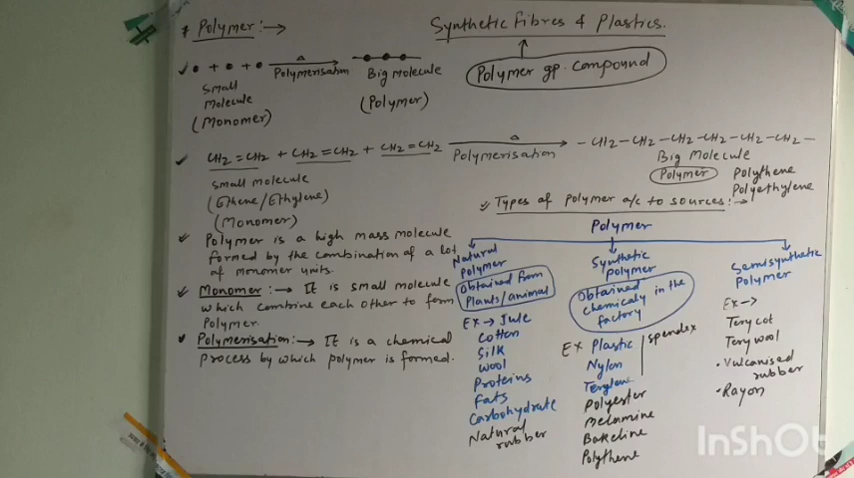 Synthetic Fibres & Plastics.
Polymer gp. compound
* Polymer :→
• + • + • △ Polymerisation
Small Molecule (Monomer)
Big Molecule
(Polymer)
CH2=CH2 + CH2=CH2 + CH2=CH2 △ Polymerisation → -CH2-CH2-CH2-CH2-CH2-CH2-
Small molecule
(Ethene/Ethylene)
(Monomer)
Big Molecule
Polymer Polythene
Polyethylene
Polymer is a high mass molecule
formed by the combination of a lot
of monomer units.
Monomer :→ It is small molecule
which combine each other to form
Polymer.
Polymerisation :→ It is a chemical
process by which polymer is formed.
Types of Polymer a/c to sources :→
Polymer
Natural
Polymer
Obtained from
Plants/animal
Ex → Jute
Cotton
Silk
Wool
Proteins
Fats
Carbohydrate
Natural
rubber
Synthetic
polymer
Obtained
chemicaly in the
factory
Ex Plastic
Nylon
Terylene
spendex
Polyester
Melamine
Bakeline
Polythene
Semisynthetic
Polymer
Ex →
Terycot
Terywool
• Vulcanised
rubber
• Rayon
InShOt